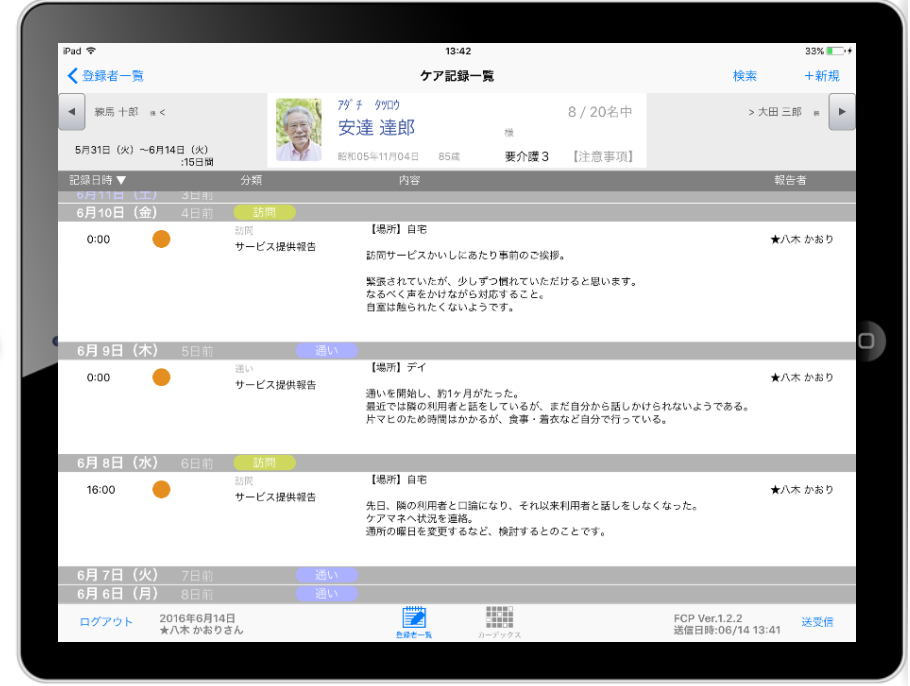 iPad 13:42 33%
登録者一覧 ケア記録一覧 検索 +新規
◀ 練馬 十郎 様 < ｱﾀﾞﾁ ﾀﾂﾛｳ 8 / 20名中 > 大田 三郎 様 ▶
安達 達郎 様
5月31日（火）～6月14日（火）
:15日間
昭和05年11月04日 85歳 要介護３ 【注意事項】
記録日時▼ 分類 内容 報告者
6月11日（土） 3日前
6月10日（金） 4日前 訪問
0:00 訪問 【場所】自宅 ★八木 かおり
サービス提供報告
訪問サービスかいしにあたり事前のご挨拶。
緊張されていたが、少しずつ慣れていただけると思います。
なるべく声をかけながら対応すること。
自室は触られたくないようです。
6月 9日（木） 5日前 通い
0:00 通い 【場所】デイ ★八木 かおり
サービス提供報告
通いを開始し、約1ヶ月がたった。
最近では隣の利用者と話をしているが、まだ自分から話しかけられないようである。
片マヒのため時間はかかるが、食事・着衣など自分で行っている。
6月 8日（水） 6日前 訪問
16:00 訪問 【場所】自宅 ★八木 かおり
サービス提供報告
先日、隣の利用者と口論になり、それ以来利用者と話しをしなくなった。
ケアマネへ状況を連絡。
通所の曜日を変更するなど、検討するとのことです。
6月 7日（火） 7日前 通い
6月 6日（月） 8日前 通い
ログアウト 2016年6月14日 FCP Ver.1.2.2 送受信
★八木 かおりさん 登録者一覧 カーデックス 送信日時:06/14 13:41